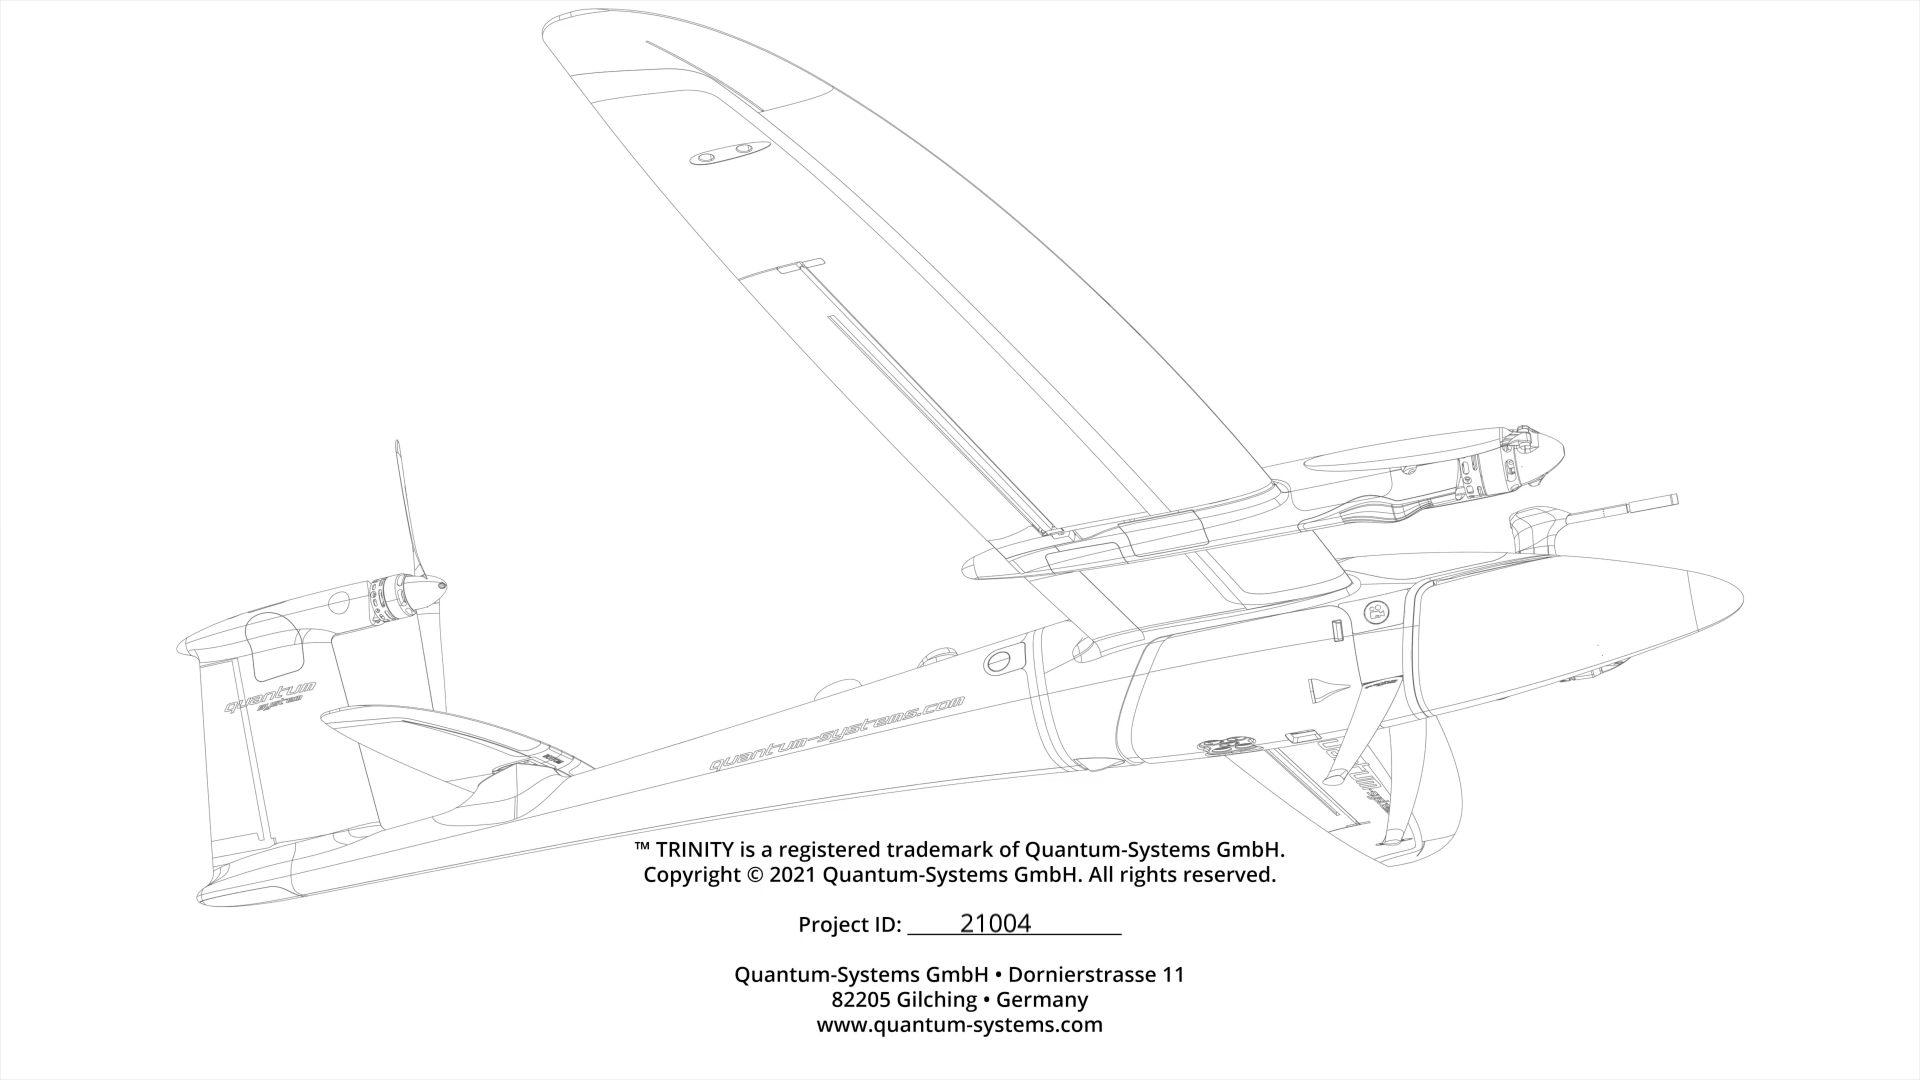 quantum
system
quantum-systems.com
™ TRINITY is a registered trademark of Quantum-Systems GmbH.
Copyright © 2021 Quantum-Systems GmbH. All rights reserved.
Project ID: 21004
Quantum-Systems GmbH • Dornierstrasse 11
82205 Gilching • Germany
www.quantum-systems.com